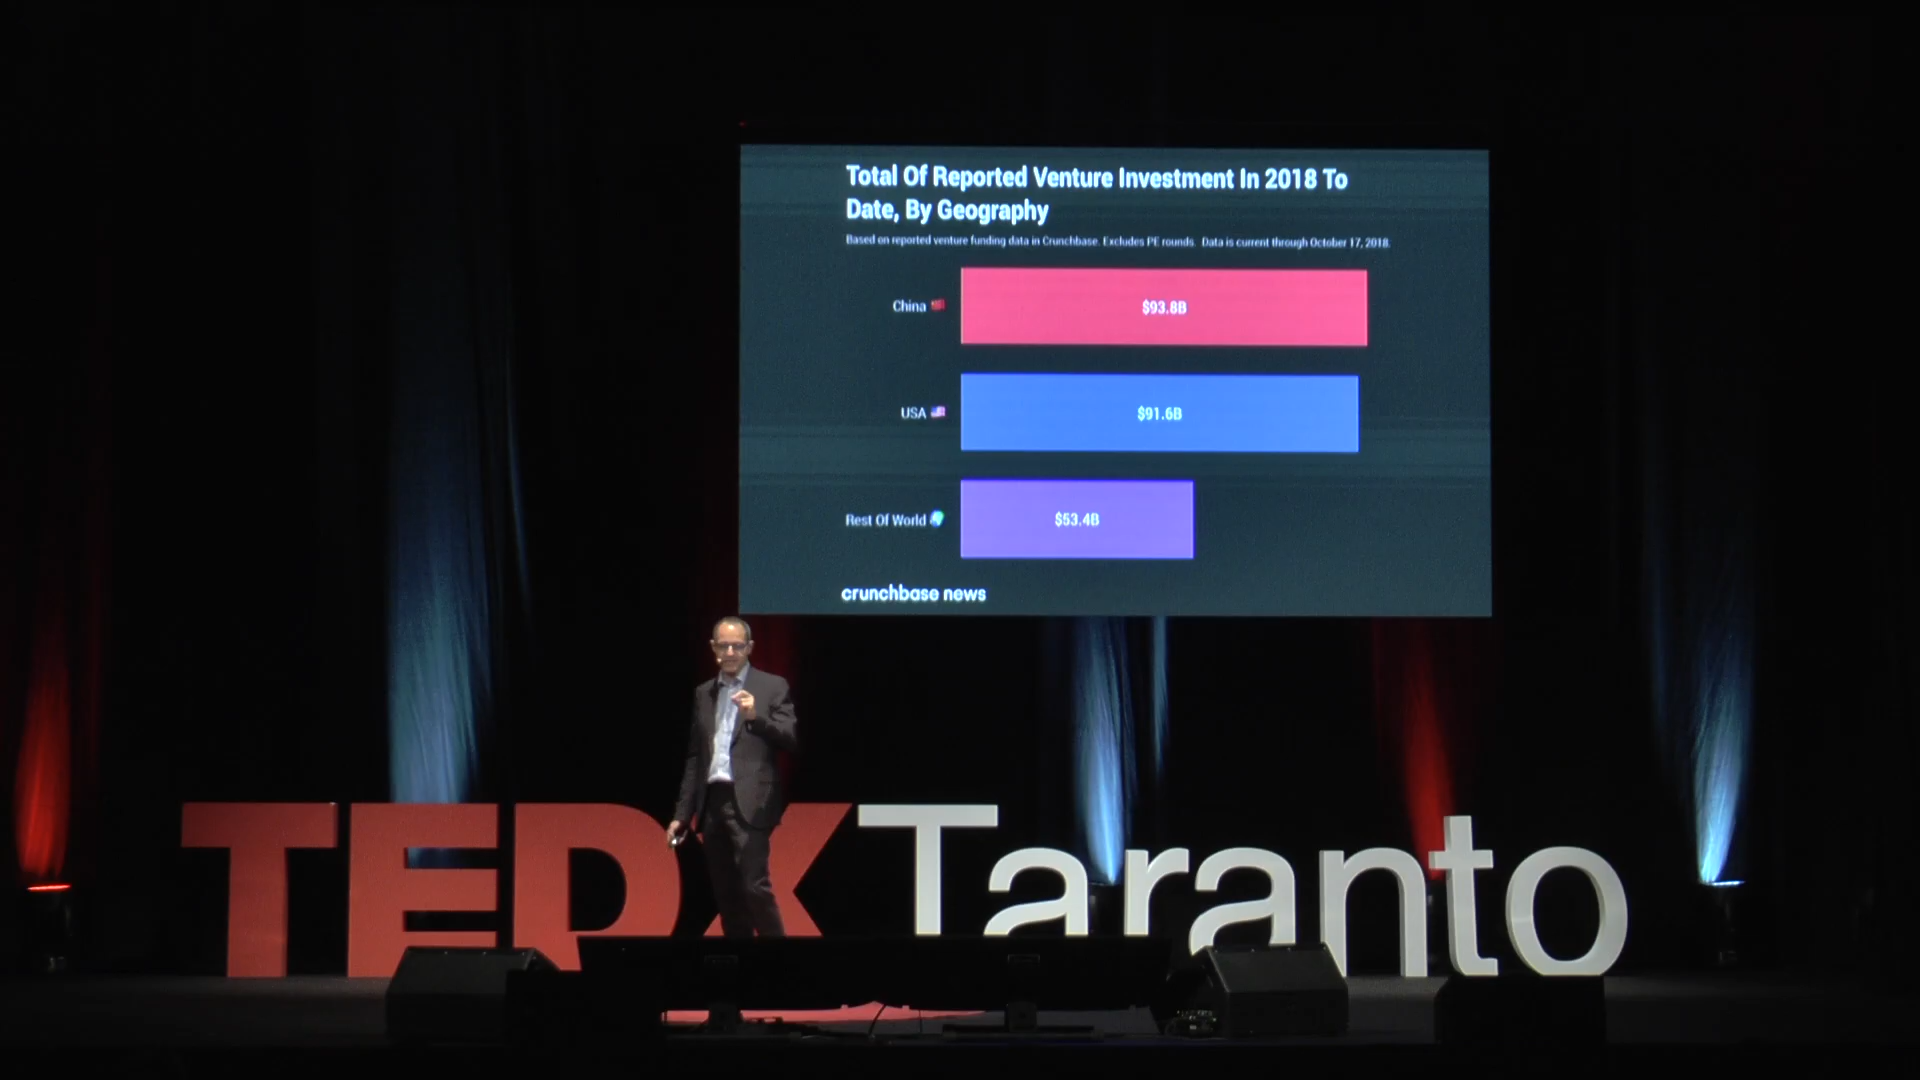 Total Of Reported Venture Investment In 2018 To
Date, By Geography
Based on reported venture funding data in Crunchbase. Excludes PE rounds. Data is current through October 17, 2018.
China
$93.8B
USA
$91.6B
Rest Of World
$53.4B
crunchbase news
TEDxTaranto